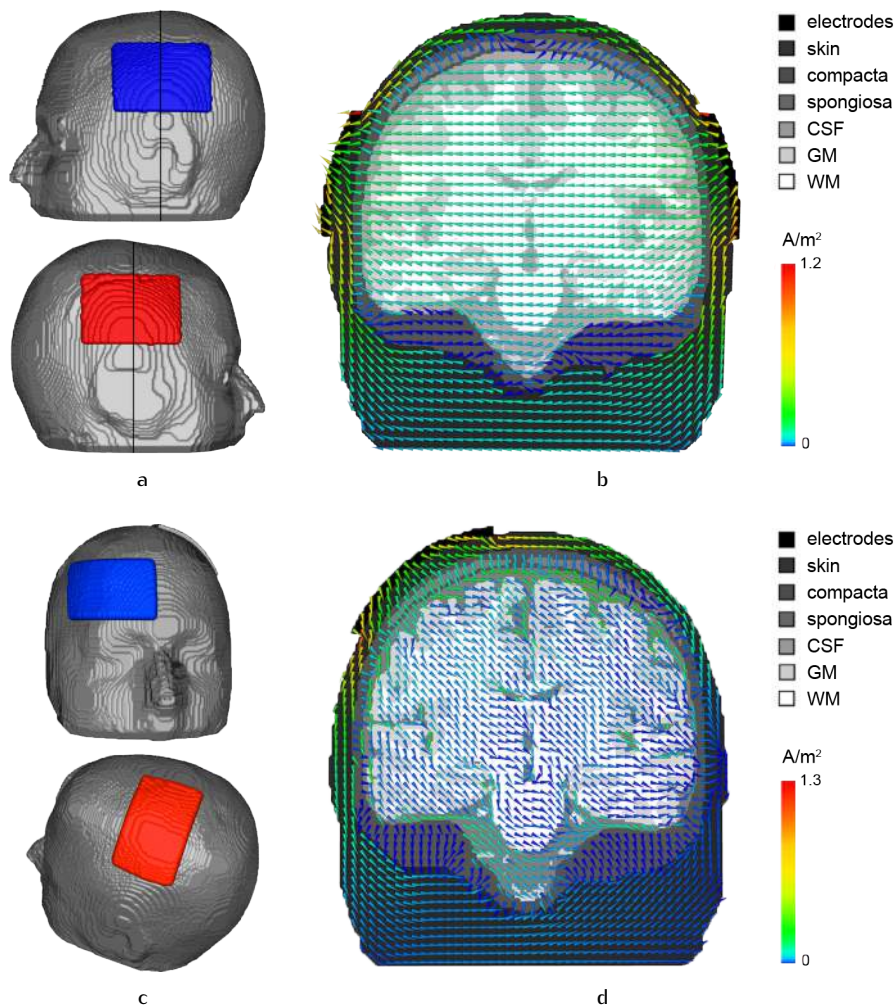 electrodes
skin
compacta
spongiosa
CSF
GM
WM
A/m²
1.2
0
a
b
electrodes
skin
compacta
spongiosa
CSF
GM
WM
A/m²
1.3
0
c
d